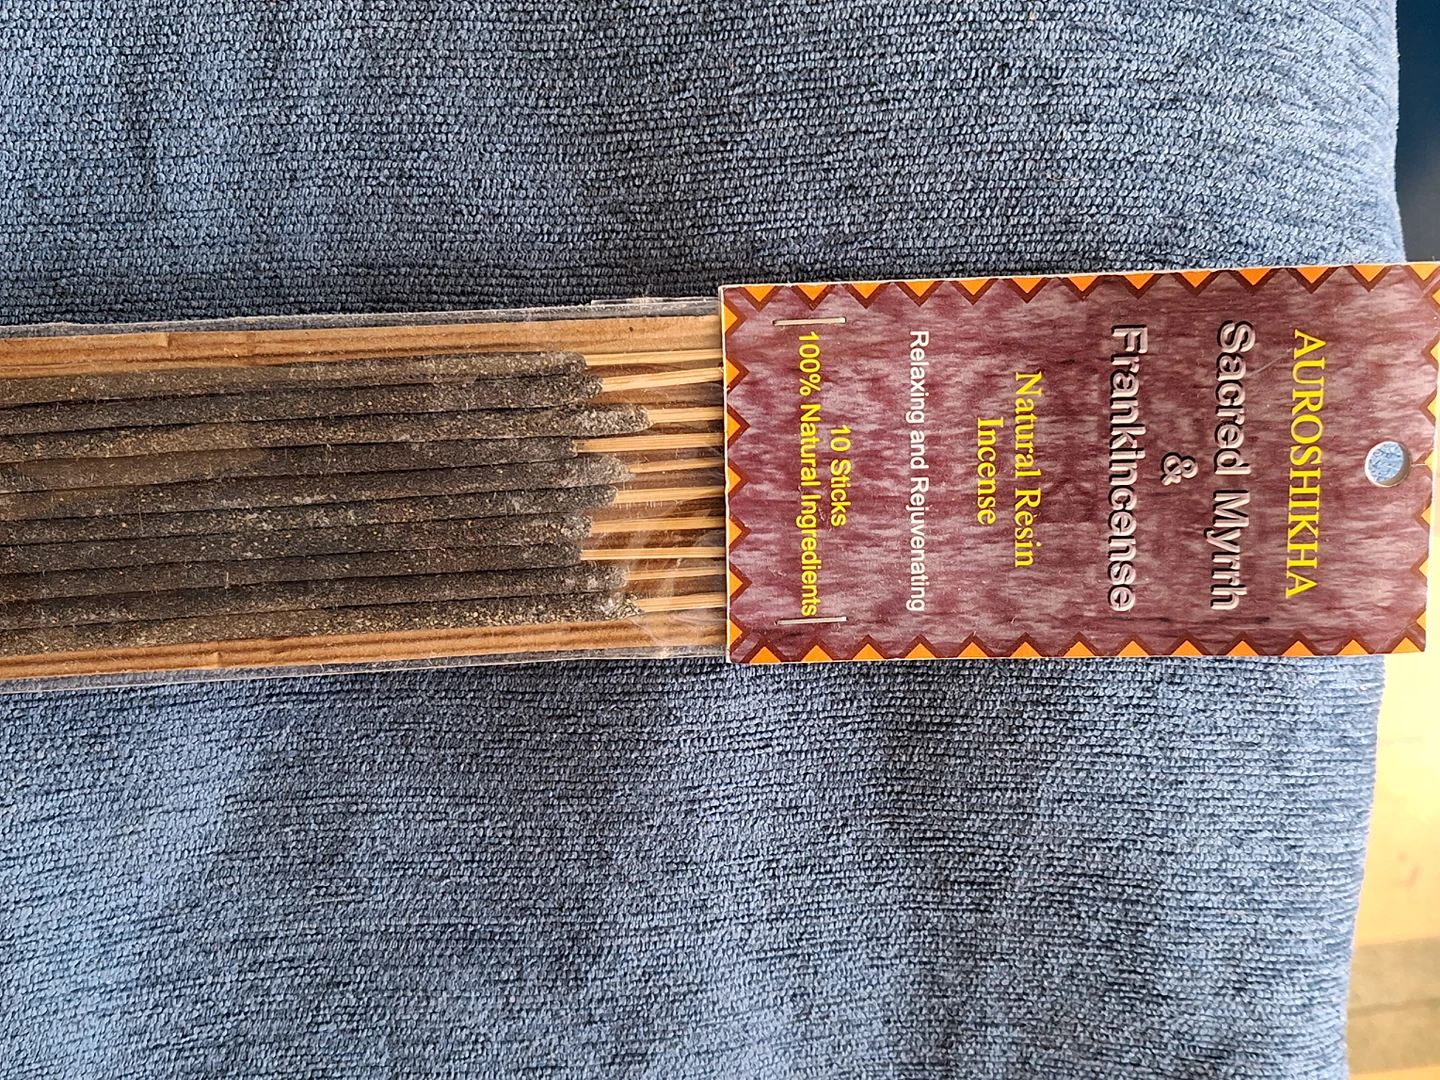 AUROSHIKHA
Sacred Myrrh
&
Frankincense
Natural Resin
Incense
Relaxing and Rejuvenating
10 Sticks
100% Natural Ingredients